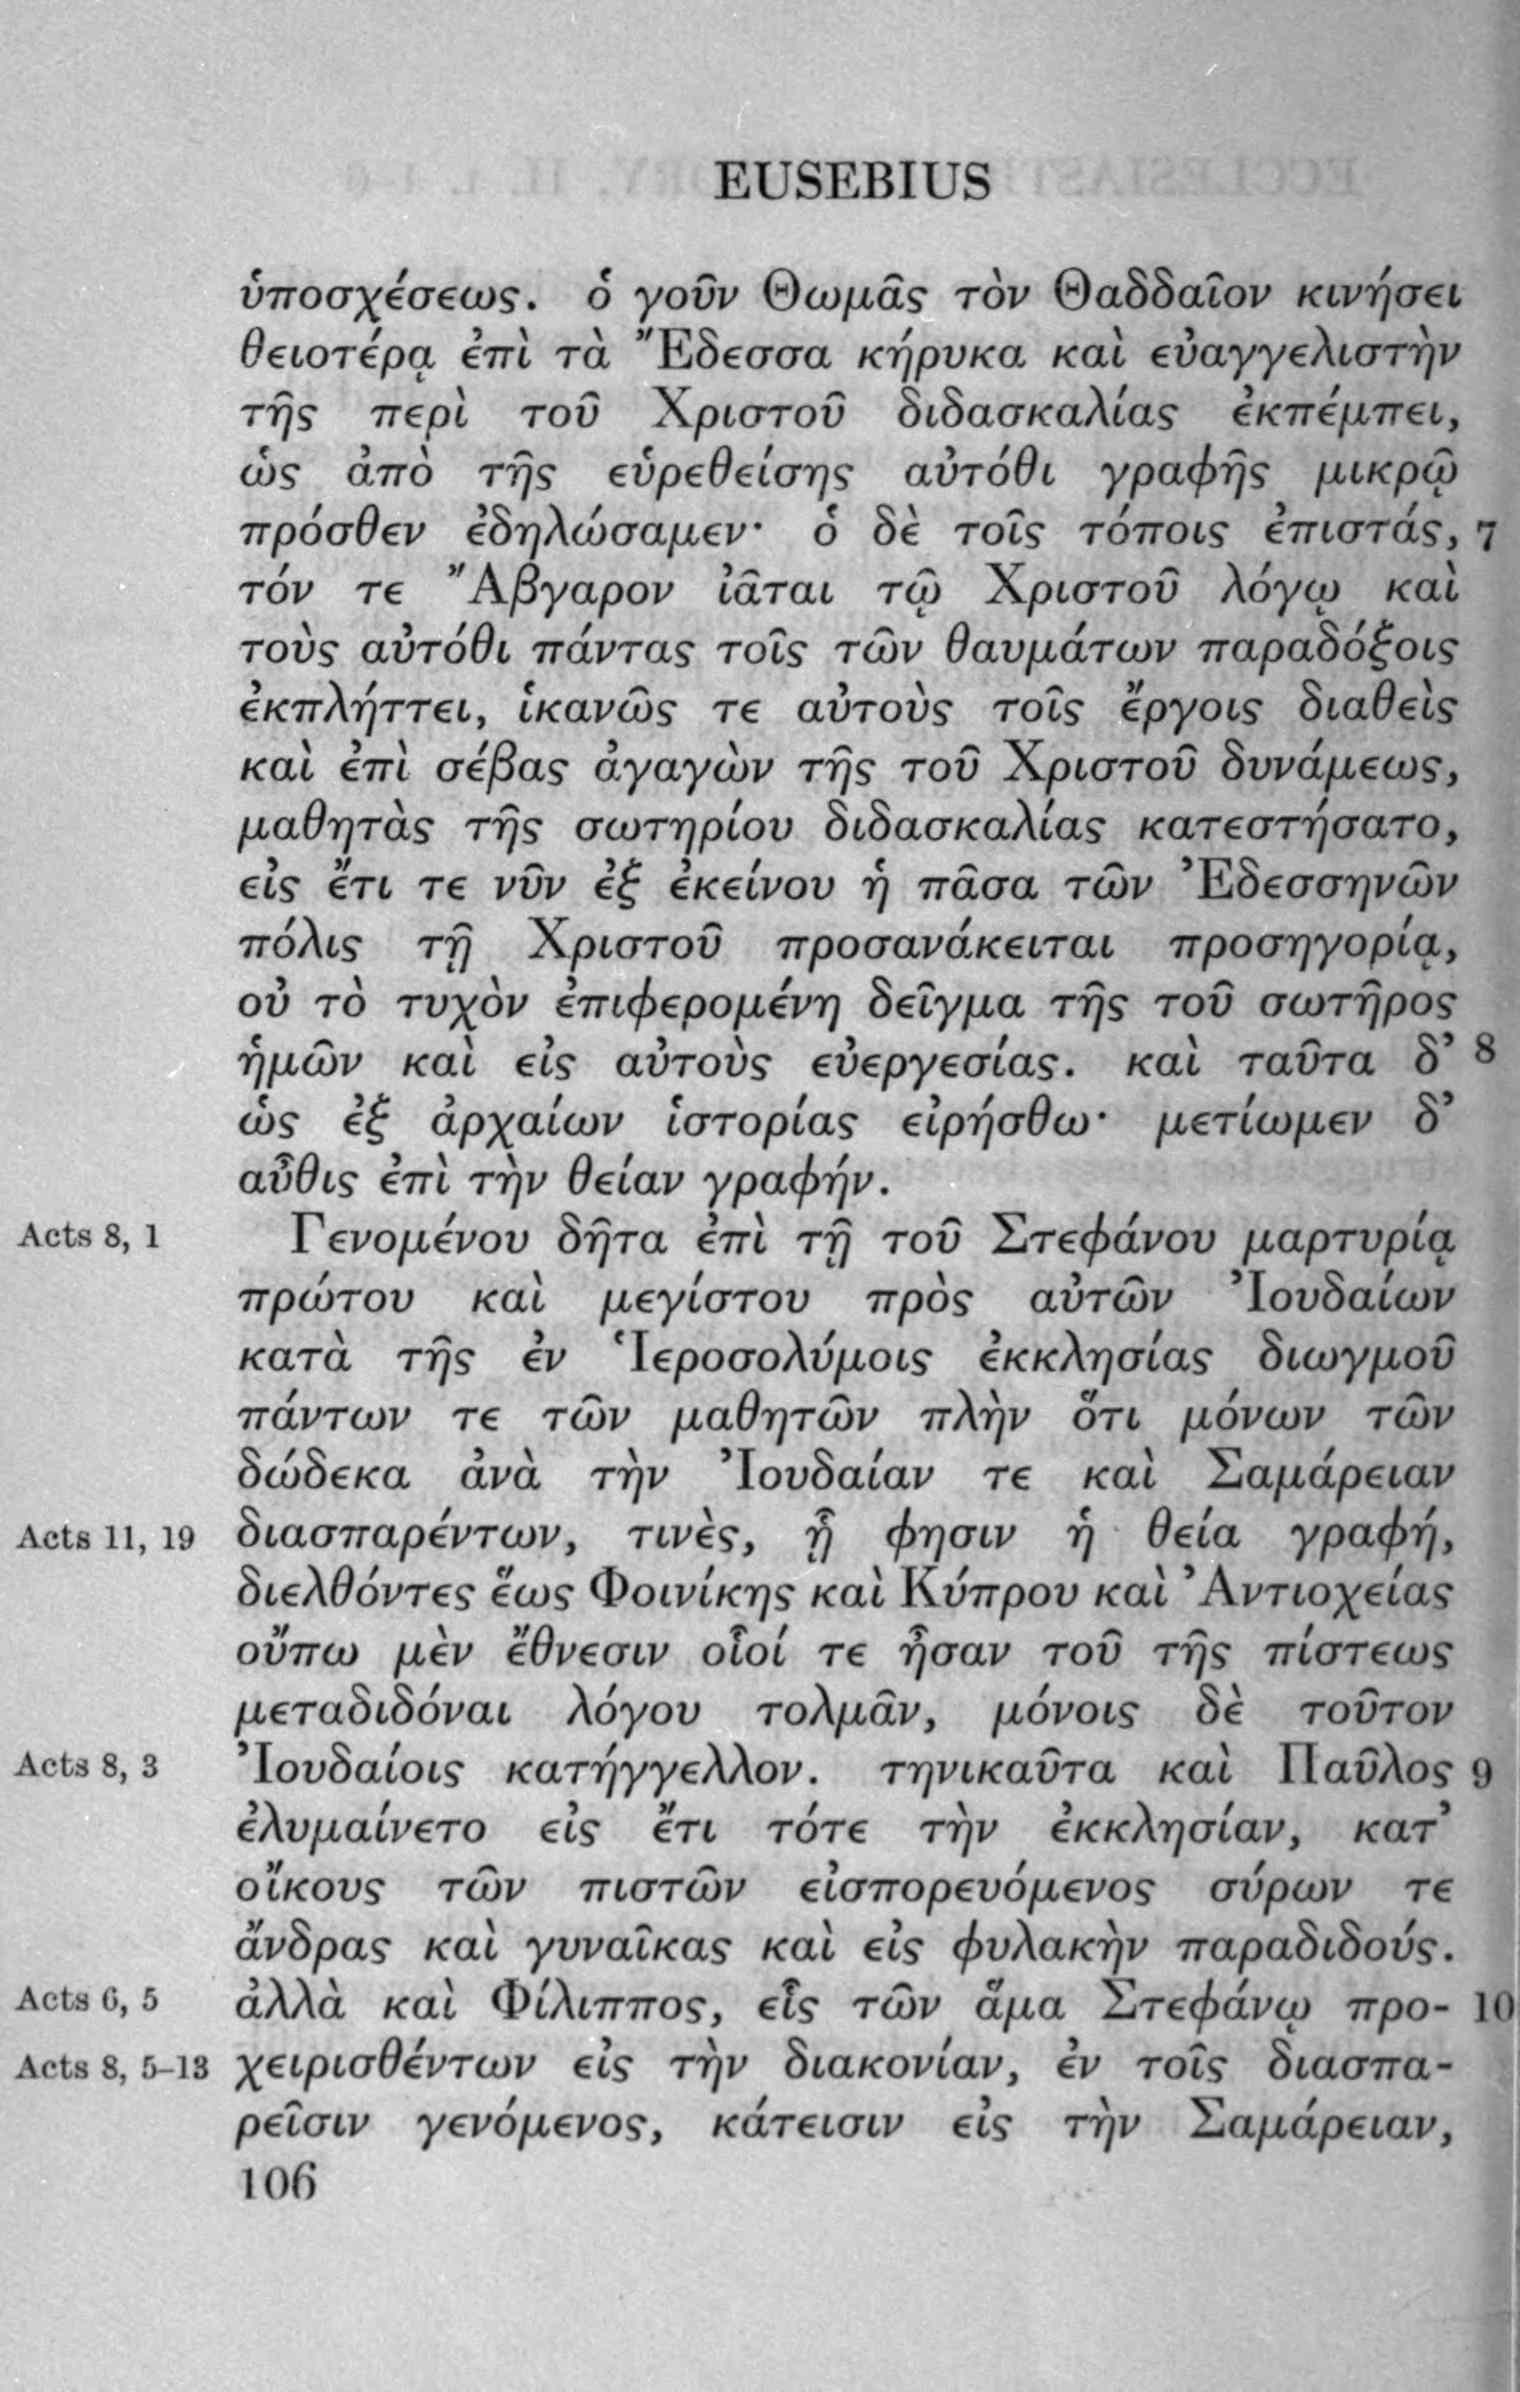 EUSEBIUS
ὑποσχέσεως. ὁ γοῦν Θωμᾶς τὸν Θαδδαῖον κινήσει
θειοτέρᾳ ἐπὶ τὰ Ἔδεσσα κήρυκα καὶ εὐαγγελιστὴν
τῆς περὶ τοῦ Χριστοῦ διδασκαλίας ἐκπέμπει,
ὡς ἀπὸ τῆς εὑρεθείσης αὐτόθι γραφῆς μικρῷ
πρόσθεν ἐδηλώσαμεν· ὁ δὲ τοῖς τόποις ἐπιστάς, 7
τόν τε Ἄβγαρον ἰᾶται τῷ Χριστοῦ λόγῳ καὶ
τοὺς αὐτόθι πάντας τοῖς τῶν θαυμάτων παραδόξοις
ἐκπλήττει, ἱκανῶς τε αὐτοὺς τοῖς ἔργοις διαθεὶς
καὶ ἐπὶ σέβας ἀγαγὼν τῆς τοῦ Χριστοῦ δυνάμεως,
μαθητὰς τῆς σωτηρίου διδασκαλίας κατεστήσατο,
εἰς ἔτι τε νῦν ἐξ ἐκείνου ἡ πᾶσα τῶν Ἐδεσσηνῶν
πόλις τῇ Χριστοῦ προσανάκειται προσηγορίᾳ,
οὐ τὸ τυχὸν ἐπιφερομένη δεῖγμα τῆς τοῦ σωτῆρος
ἡμῶν καὶ εἰς αὐτοὺς εὐεργεσίας. καὶ ταῦτα δ’ 8
ὡς ἐξ ἀρχαίων ἱστορίας εἰρήσθω· μετίωμεν δ’
αὖθις ἐπὶ τὴν θείαν γραφήν.
Acts 8, 1 Γενομένου δῆτα ἐπὶ τῇ τοῦ Στεφάνου μαρτυρίᾳ
πρώτου καὶ μεγίστου πρὸς αὐτῶν Ἰουδαίων
κατὰ τῆς ἐν Ἱεροσολύμοις ἐκκλησίας διωγμοῦ
πάντων τε τῶν μαθητῶν πλὴν ὅτι μόνων τῶν
δώδεκα ἀνὰ τὴν Ἰουδαίαν τε καὶ Σαμάρειαν
Acts 11, 19 διασπαρέντων, τινὲς, ᾗ φησιν ἡ θεία γραφή,
διελθόντες ἕως Φοινίκης καὶ Κύπρου καὶ Ἀντιοχείας
οὔπω μὲν ἔθνεσιν οἷοί τε ἦσαν τοῦ τῆς πίστεως
μεταδιδόναι λόγου τολμᾶν, μόνοις δὲ τοῦτον
Acts 8, 3 Ἰουδαίοις κατήγγελλον. τηνικαῦτα καὶ Παῦλος 9
ἐλυμαίνετο εἰς ἔτι τότε τὴν ἐκκλησίαν, κατ’
οἴκους τῶν πιστῶν εἰσπορευόμενος σύρων τε
ἄνδρας καὶ γυναῖκας καὶ εἰς φυλακὴν παραδιδούς.
Acts 6, 5 ἀλλὰ καὶ Φίλιππος, εἷς τῶν ἅμα Στεφάνῳ προ- 10
Acts 8, 5-13 χειρισθέντων εἰς τὴν διακονίαν, ἐν τοῖς διασπα-
ρεῖσιν γενόμενος, κάτεισιν εἰς τὴν Σαμάρειαν,
106